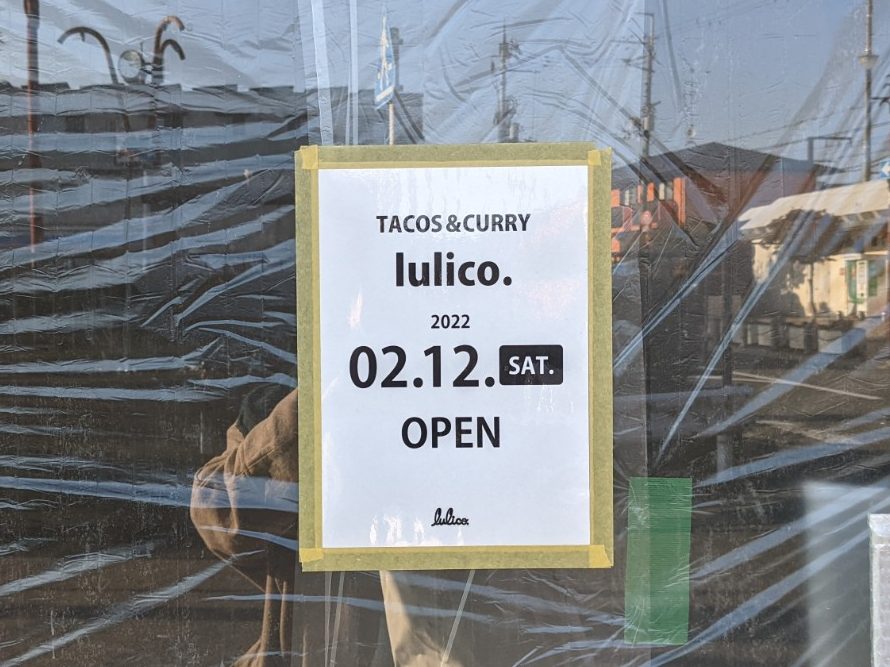 TACOS&CURRY
lulico.
2022
02.12. SAT.
OPEN
lulico.